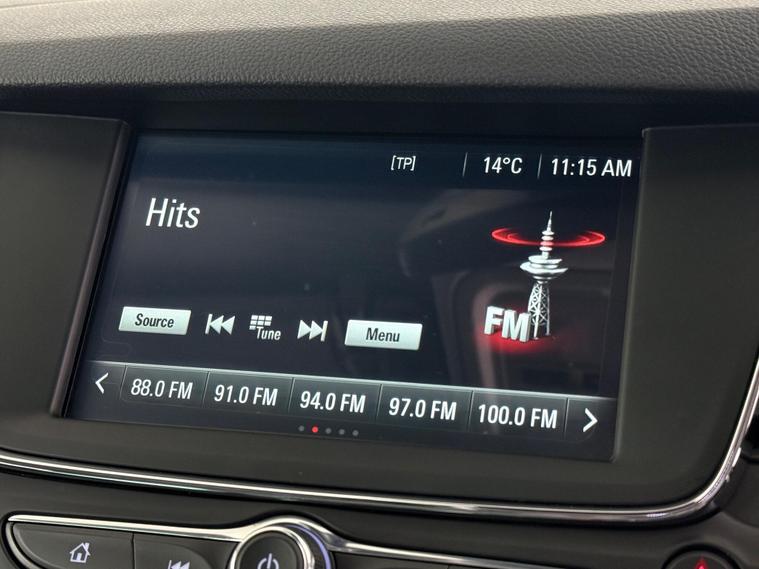 [TP] 14°C 11:15 AM
Hits
FM
Source Tune Menu
88.0 FM 91.0 FM 94.0 FM 97.0 FM 100.0 FM